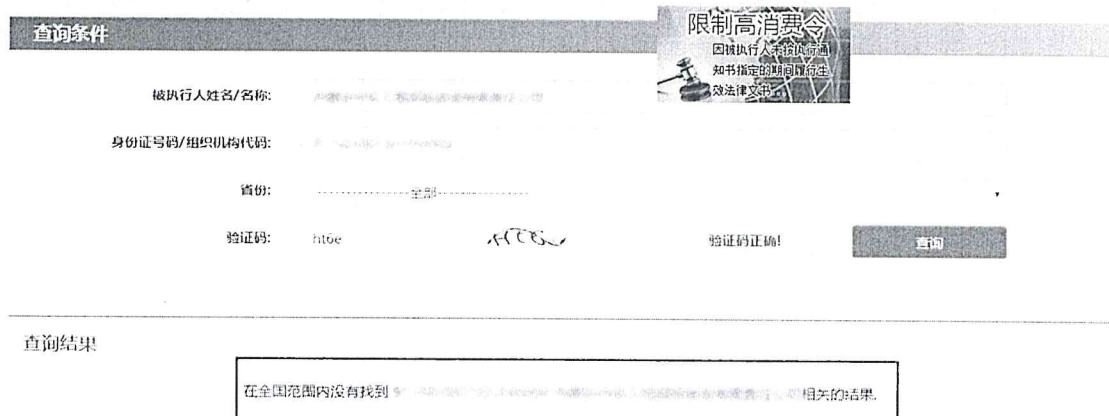 查询条件
限制高消费令
因被执行人未按执行通
知书指定的期间履行生
效法律文书
被执行人姓名/名称:
身份证号码/组织机构代码:
省份: 全部
验证码: ht6e 验证码正确! 查询
查询结果
在全国范围内没有找到 相关的结果.